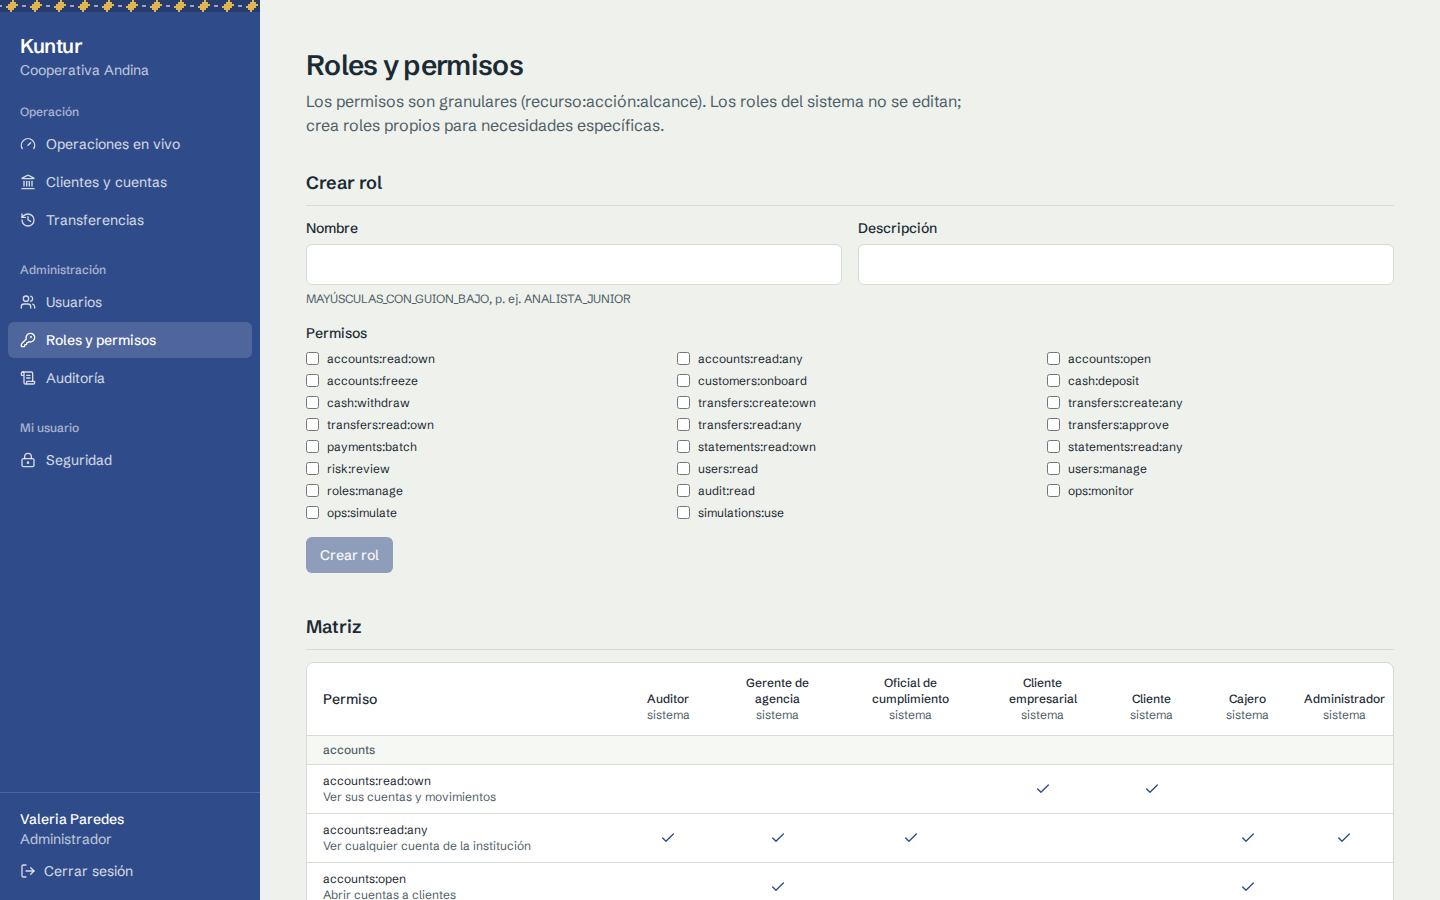 Kuntur
Cooperativa Andina
Operación
Operaciones en vivo
Clientes y cuentas
Transferencias
Administración
Usuarios
Roles y permisos
Auditoría
Mi usuario
Seguridad
Valeria Paredes
Administrador
Cerrar sesión
Roles y permisos
Los permisos son granulares (recurso:acción:alcance). Los roles del sistema no se editan;
crea roles propios para necesidades específicas.
Crear rol
Nombre
Descripción
MAYÚSCULAS_CON_GUION_BAJO, p. ej. ANALISTA_JUNIOR
Permisos
accounts:read:own
accounts:read:any
accounts:open
accounts:freeze
customers:onboard
cash:deposit
cash:withdraw
transfers:create:own
transfers:create:any
transfers:read:own
transfers:read:any
transfers:approve
payments:batch
statements:read:own
statements:read:any
risk:review
users:read
users:manage
roles:manage
audit:read
ops:monitor
ops:simulate
simulations:use
Crear rol
Matriz
Permiso
Auditor
sistema
Gerente de
agencia
sistema
Oficial de
cumplimiento
sistema
Cliente
empresarial
sistema
Cliente
sistema
Cajero
sistema
Administrador
sistema
accounts
accounts:read:own
Ver sus cuentas y movimientos
accounts:read:any
Ver cualquier cuenta de la institución
accounts:open
Abrir cuentas a clientes